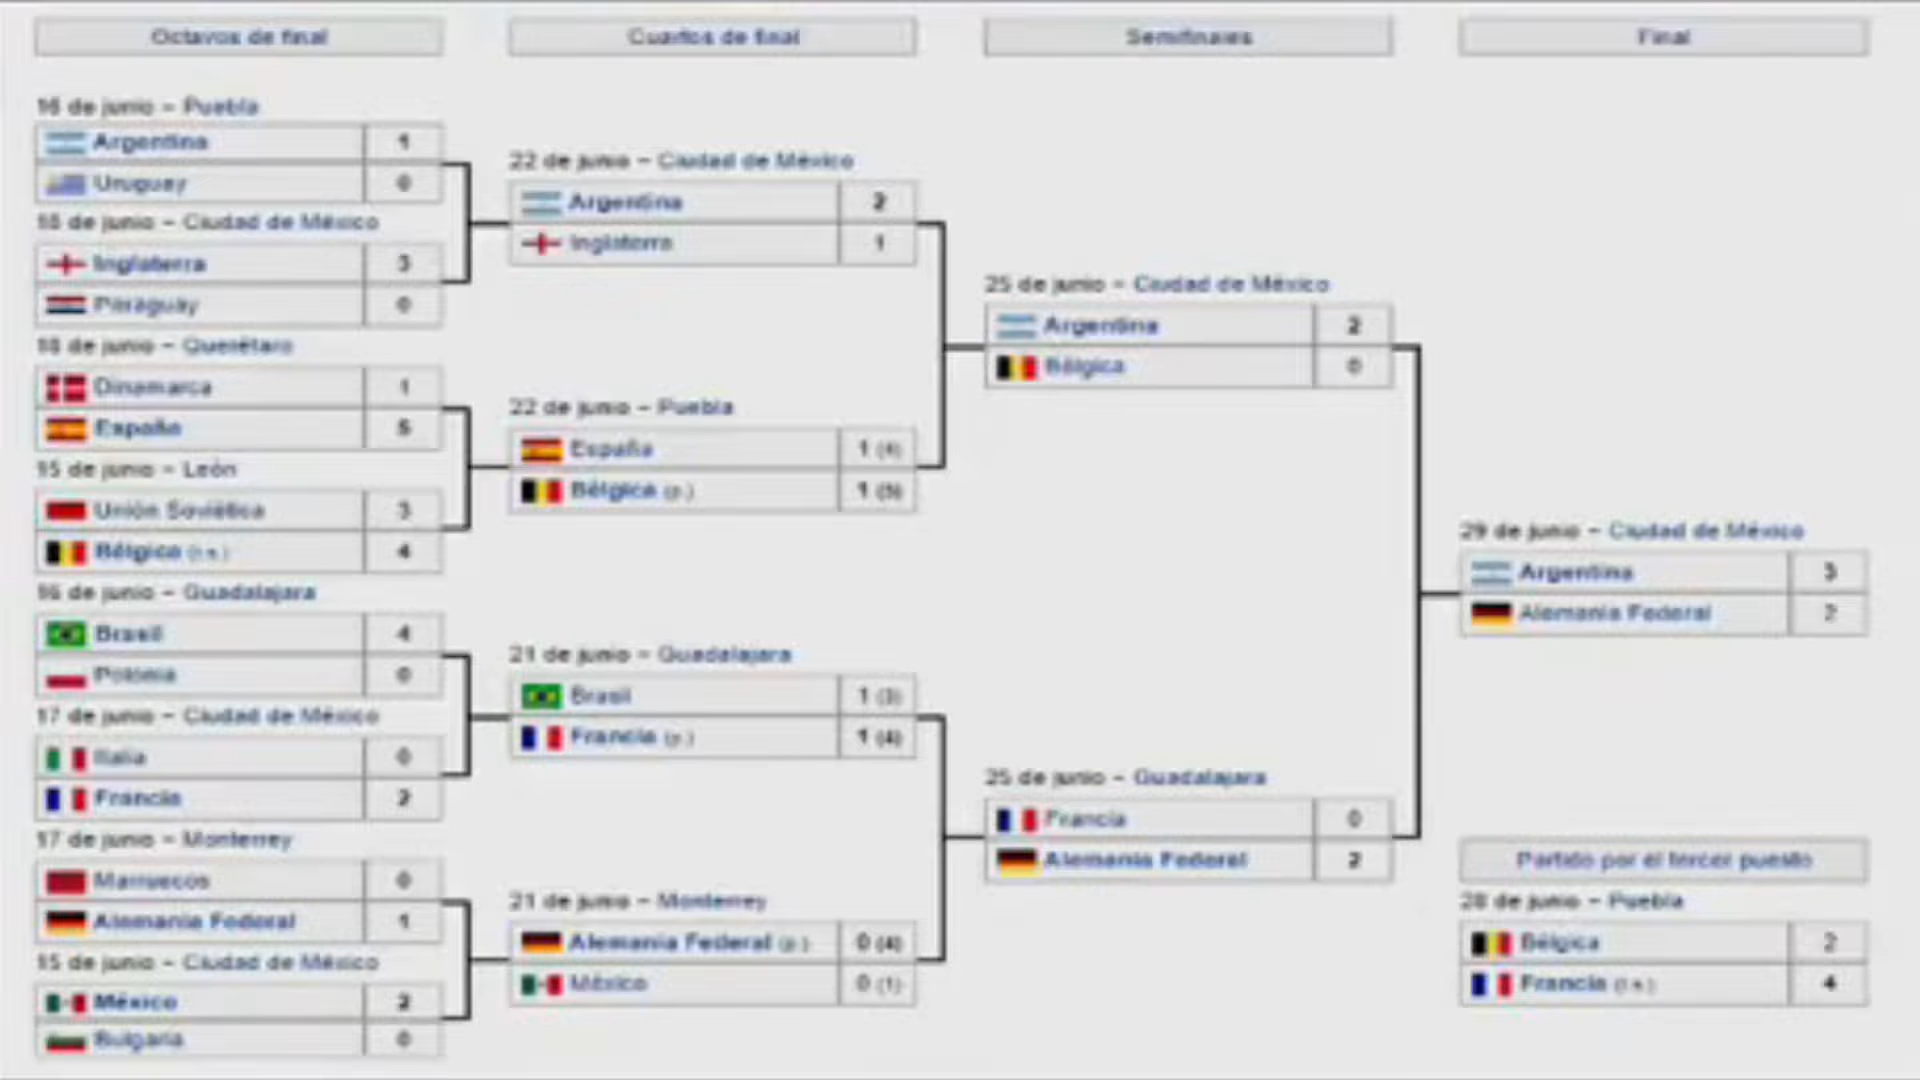 Octavos de final
Cuartos de final
Semifinales
Final
16 de junio – Puebla
Argentina 1
Uruguay 0
18 de junio – Ciudad de México
Inglaterra 3
Paraguay 0
18 de junio – Querétaro
Dinamarca 1
España 5
15 de junio – León
Unión Soviética 3
Bélgica (t.s.) 4
16 de junio – Guadalajara
Brasil 4
Polonia 0
17 de junio – Ciudad de México
Italia 0
Francia 2
17 de junio – Monterrey
Marruecos 0
Alemania Federal 1
15 de junio – Ciudad de México
México 2
Bulgaria 0
22 de junio – Ciudad de México
Argentina 2
Inglaterra 1
22 de junio – Puebla
España 1 (4)
Bélgica (p.) 1 (5)
21 de junio – Guadalajara
Brasil 1 (3)
Francia (p.) 1 (4)
21 de junio – Monterrey
Alemania Federal (p.) 0 (4)
México 0 (1)
25 de junio – Ciudad de México
Argentina 2
Bélgica 0
25 de junio – Guadalajara
Francia 0
Alemania Federal 2
29 de junio – Ciudad de México
Argentina 3
Alemania Federal 2
Partido por el tercer puesto
28 de junio – Puebla
Bélgica 2
Francia (t.s.) 4